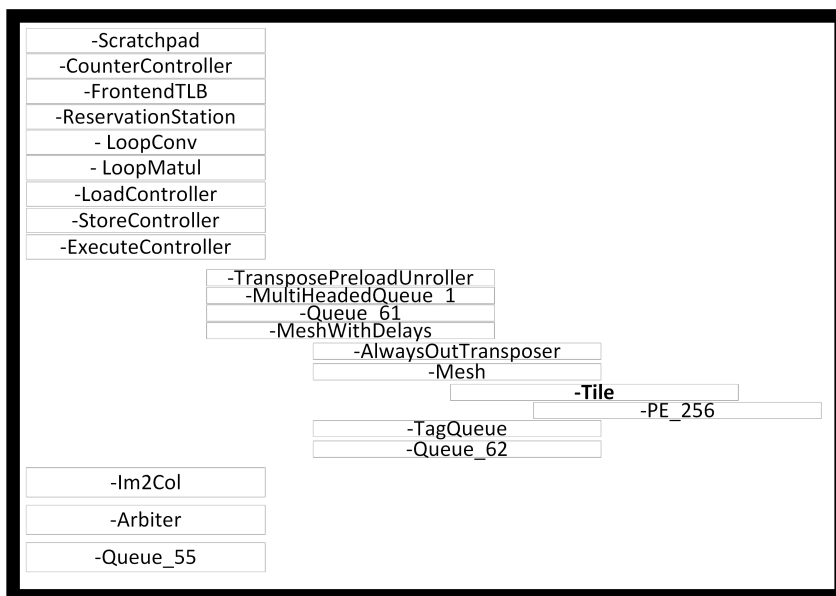 -Scratchpad
-CounterController
-FrontendTLB
-ReservationStation
- LoopConv
- LoopMatul
-LoadController
-StoreController
-ExecuteController
-TransposePreloadUnroller
-MultiHeadedQueue_1
-Queue_61
-MeshWithDelays
-AlwaysOutTransposer
-Mesh
-Tile
-PE_256
-TagQueue
-Queue_62
-Im2Col
-Arbiter
-Queue_55